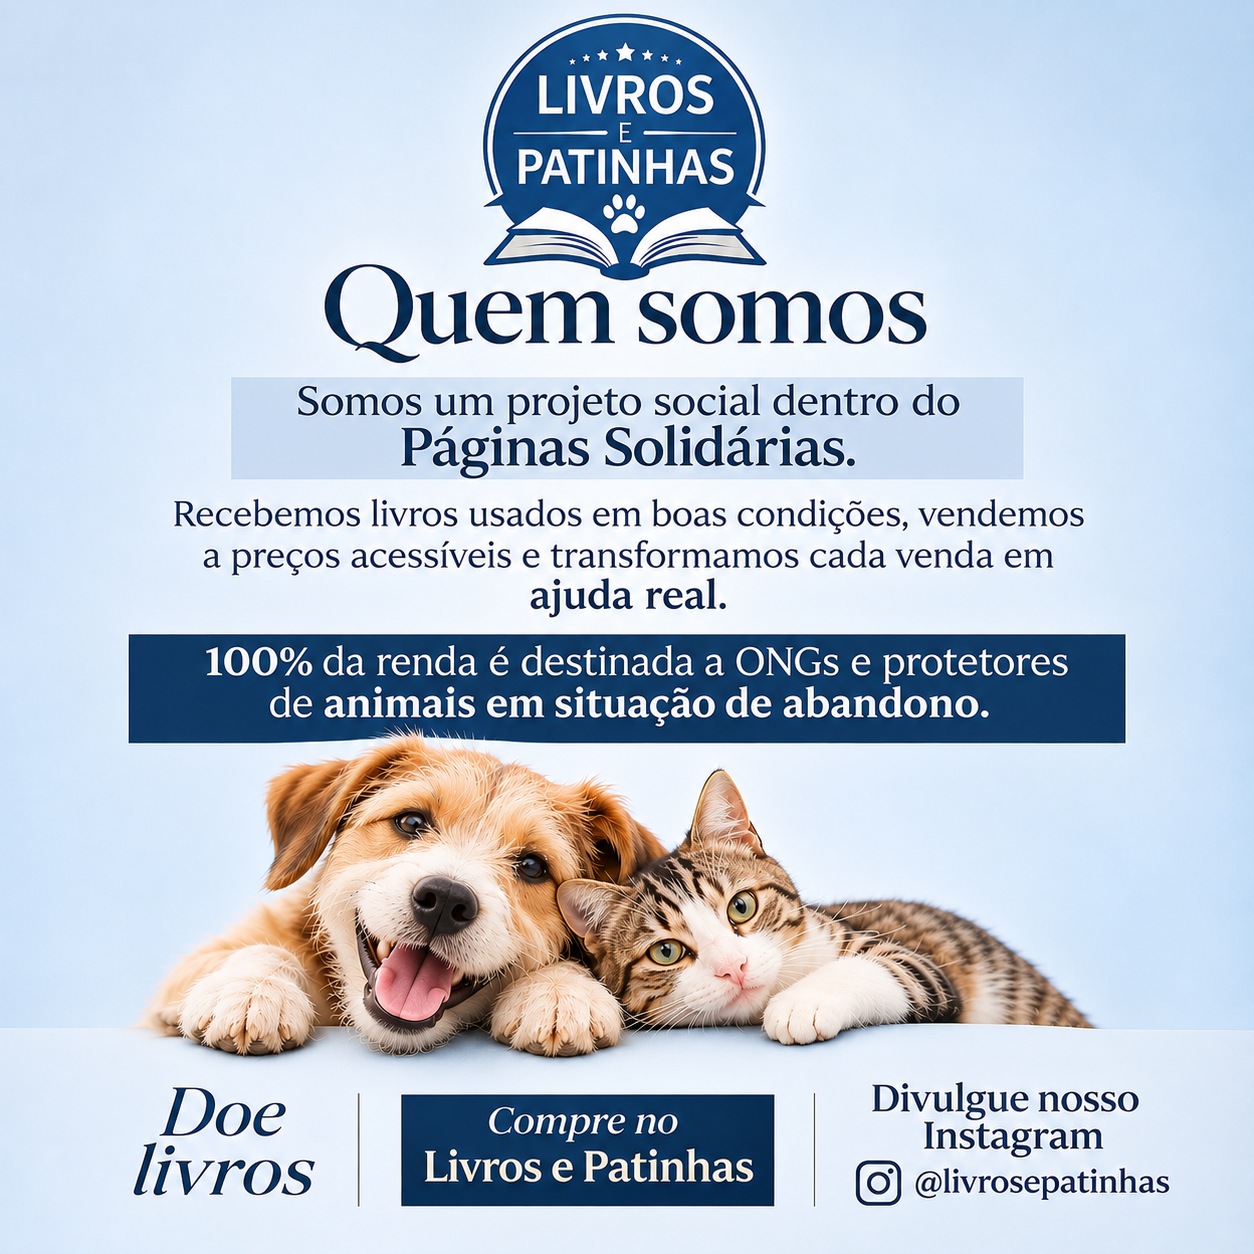 LIVROS
E
PATINHAS
Quem somos
Somos um projeto social dentro do
Páginas Solidárias.
Recebemos livros usados em boas condições, vendemos
a preços acessíveis e transformamos cada venda em
ajuda real.
100% da renda é destinada a ONGs e protetores
de animais em situação de abandono.
Doe
livros
Compre no
Livros e Patinhas
Divulgue nosso
Instagram
@livrosepatinhas